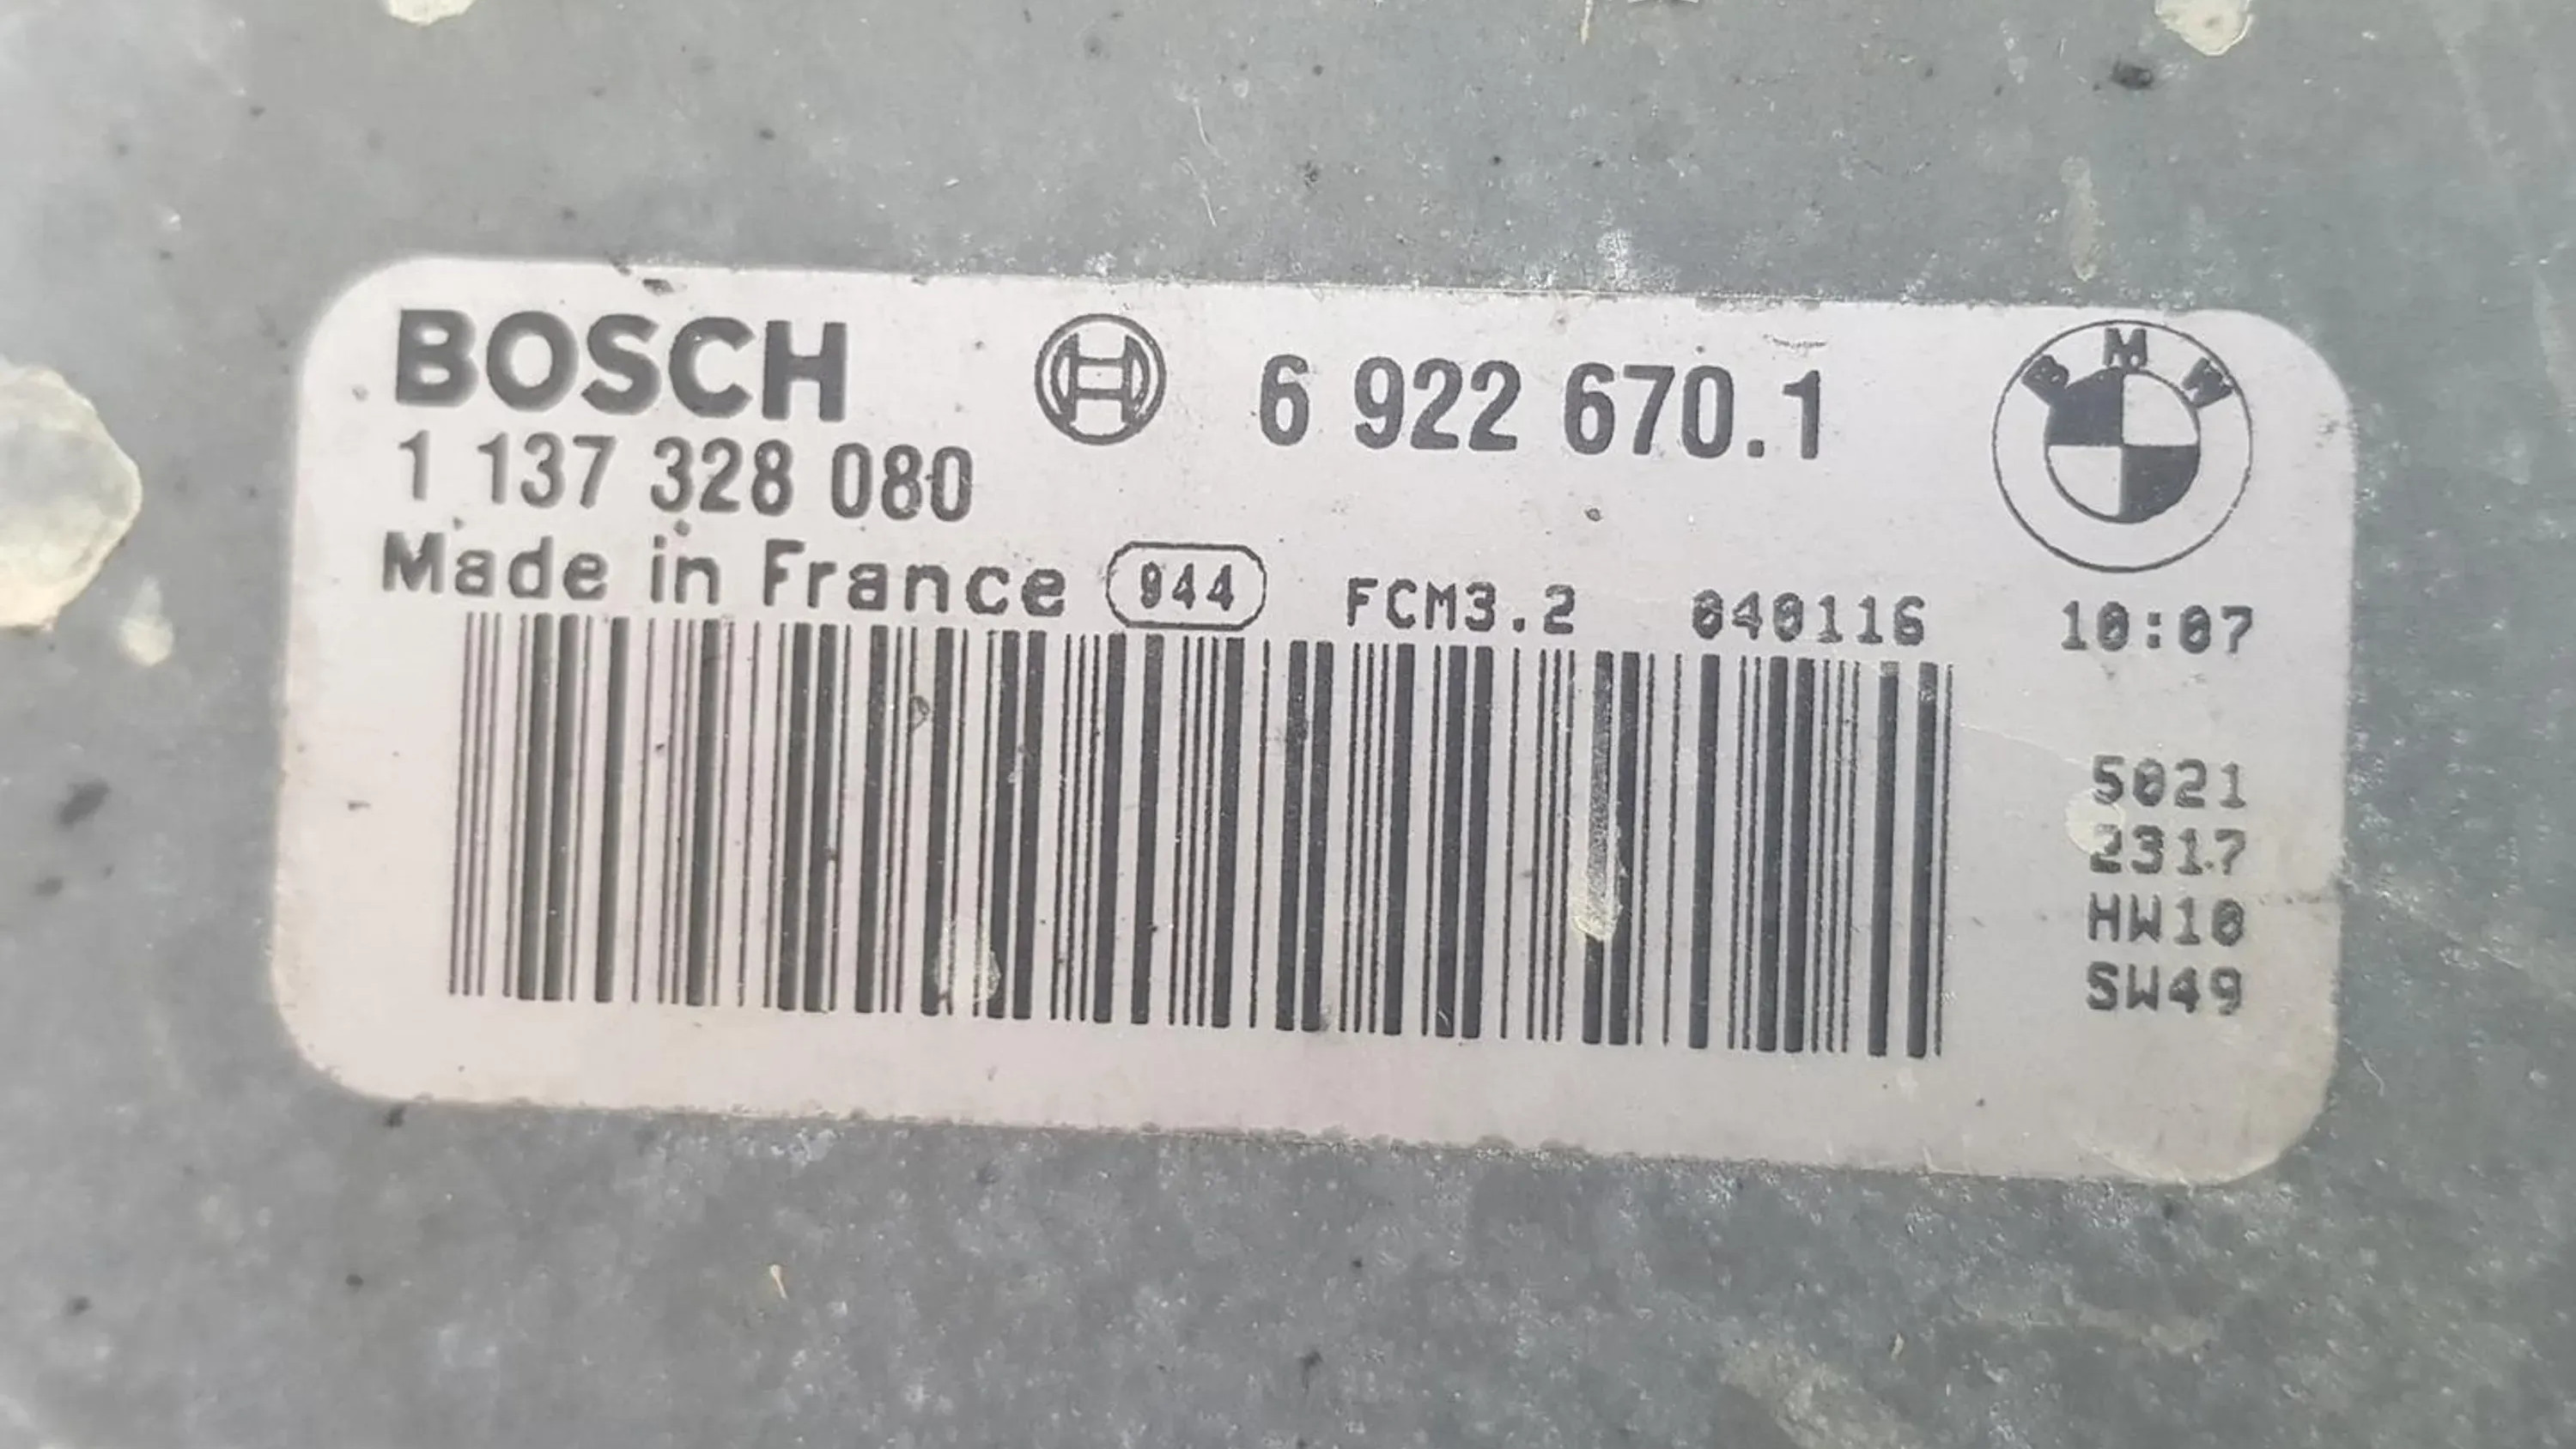 BOSCH 6 922 670.1 BMW
1 137 328 080
Made in France 944 FCM3.2 040116 10:07
5021
2317
HW10
SW49